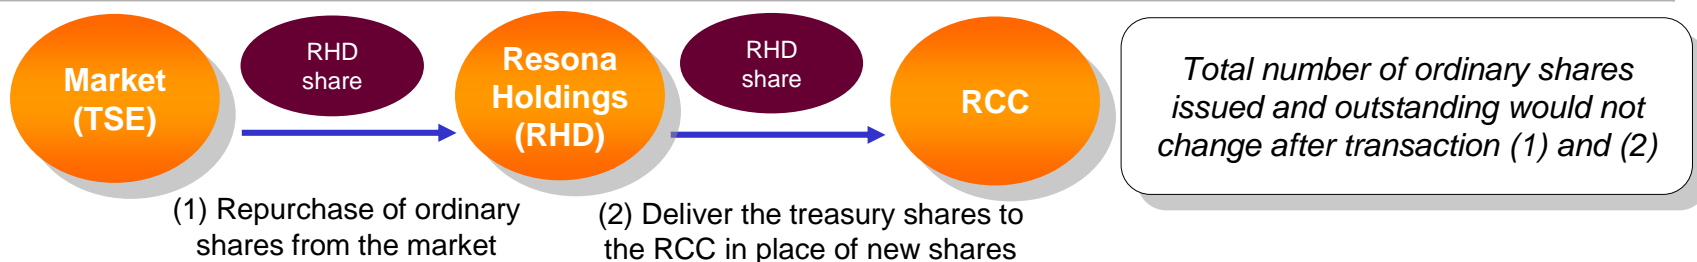 Market
(TSE)
RHD
share
Resona
Holdings
(RHD)
RHD
share
RCC
Total number of ordinary shares
issued and outstanding would not
change after transaction (1) and (2)
(1) Repurchase of ordinary
shares from the market
(2) Deliver the treasury shares to
the RCC in place of new shares